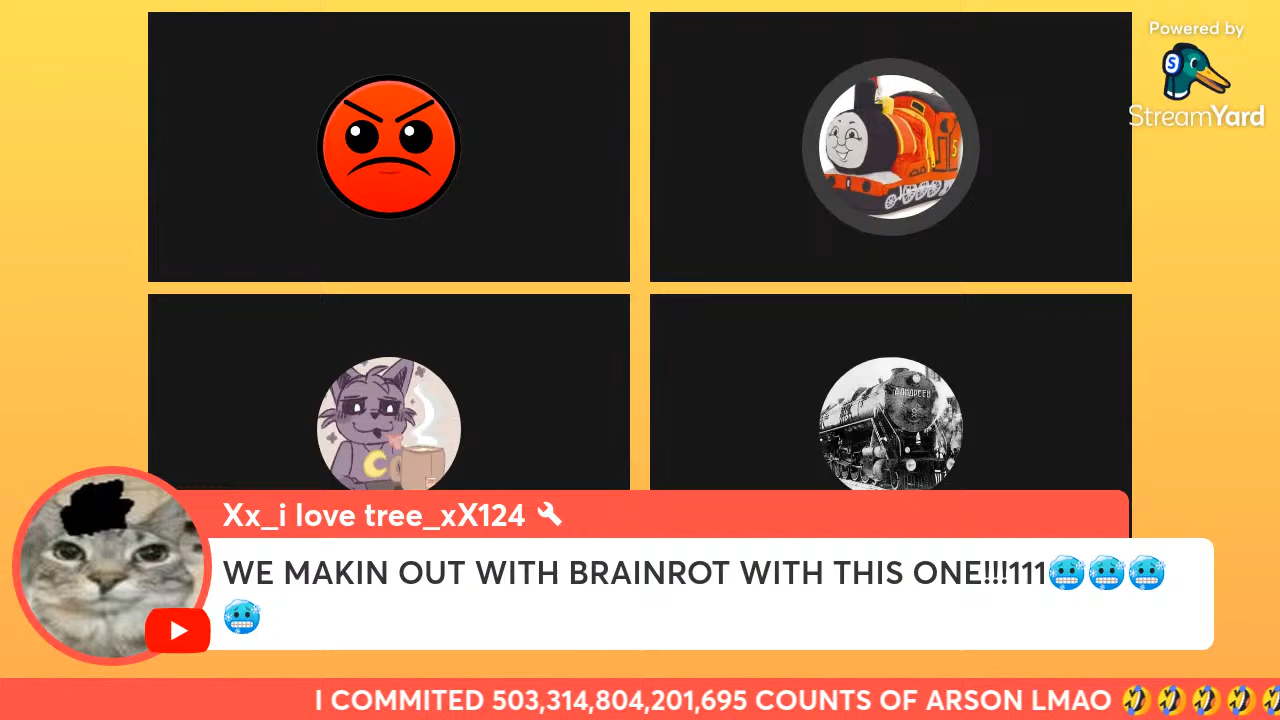 Powered by
StreamYard
S
5
Xx_i love tree_xX124 🔧
WE MAKIN OUT WITH BRAINROT WITH THIS ONE!!!111🥶🥶🥶
🥶
I COMMITED 503,314,804,201,695 COUNTS OF ARSON LMAO 🤣🤣🤣🤣🤣